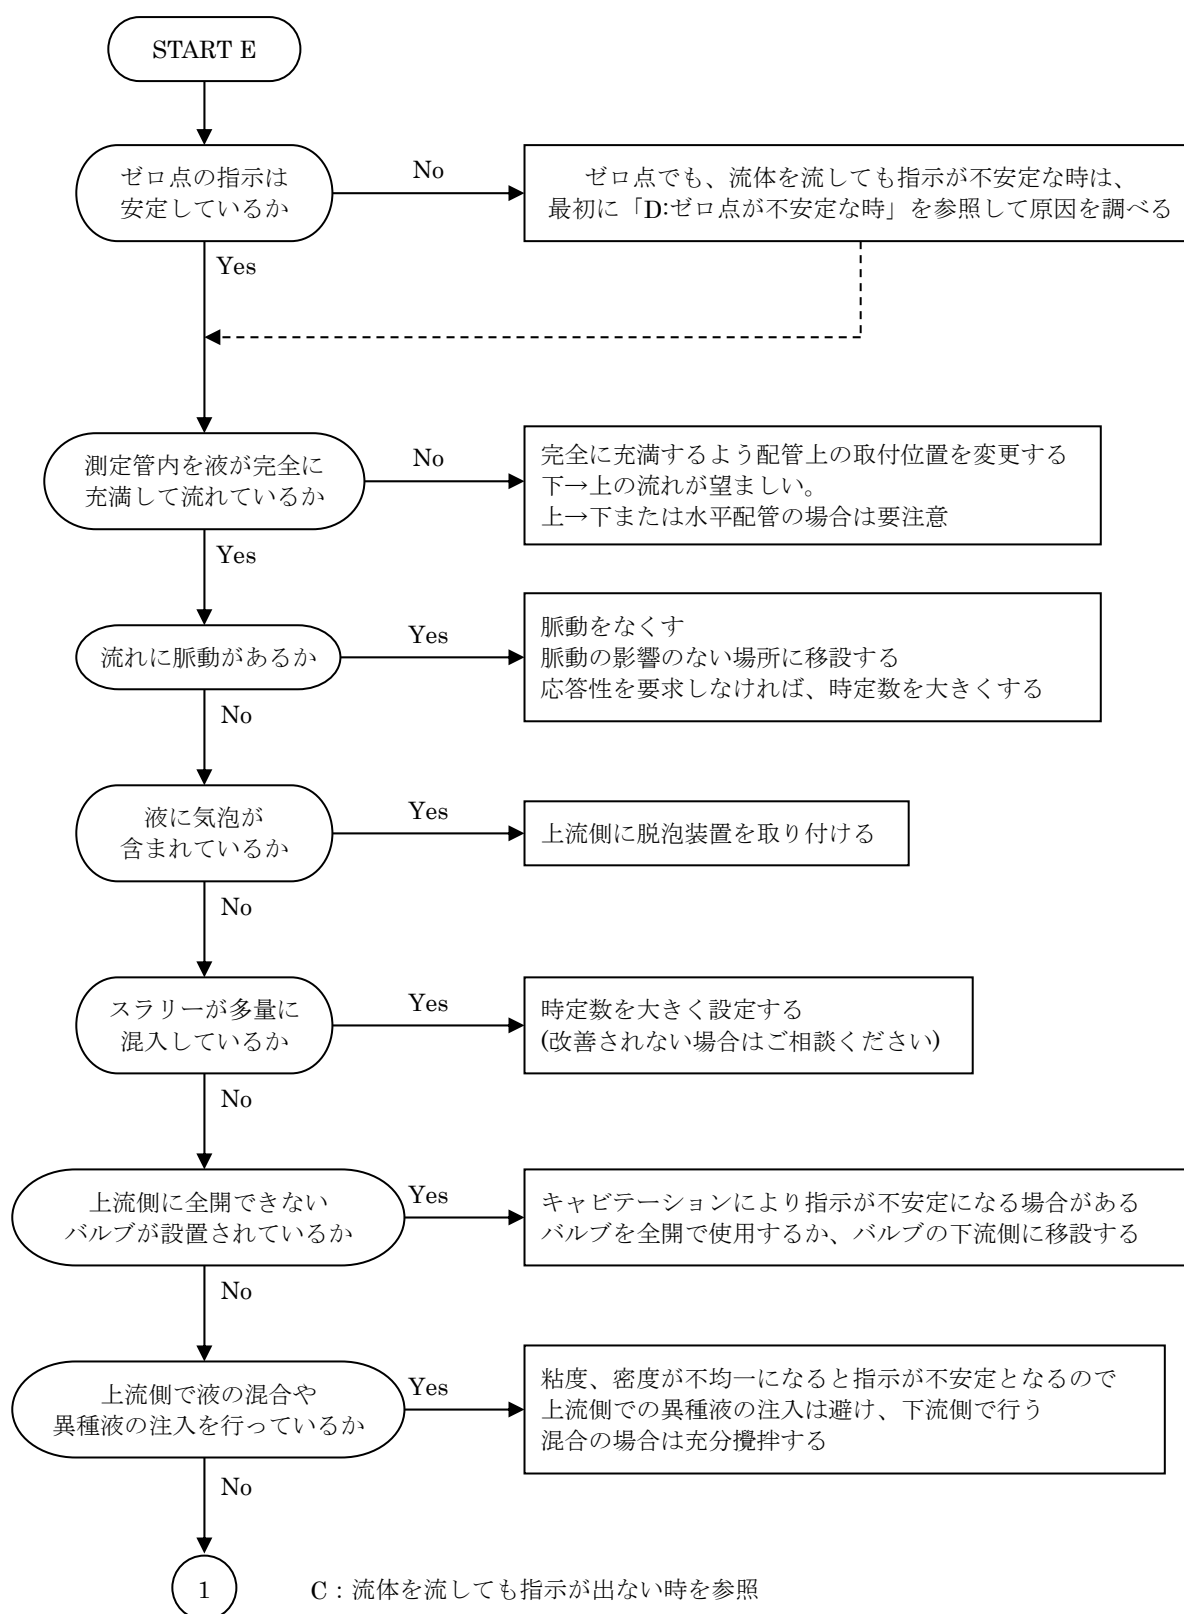 START E
ゼロ点の指示は
安定しているか
No
ゼロ点でも、流体を流しても指示が不安定な時は、
最初に「D:ゼロ点が不安定な時」を参照して原因を調べる
Yes
測定管内を液が完全に
充満して流れているか
No
完全に充満するよう配管上の取付位置を変更する
下→上の流れが望ましい。
上→下または水平配管の場合は要注意
Yes
流れに脈動があるか
Yes
脈動をなくす
脈動の影響のない場所に移設する
応答性を要求しなければ、時定数を大きくする
No
液に気泡が
含まれているか
Yes
上流側に脱泡装置を取り付ける
No
スラリーが多量に
混入しているか
Yes
時定数を大きく設定する
(改善されない場合はご相談ください)
No
上流側に全開できない
バルブが設置されているか
Yes
キャビテーションにより指示が不安定になる場合がある
バルブを全開で使用するか、バルブの下流側に移設する
No
上流側で液の混合や
異種液の注入を行っているか
Yes
粘度、密度が不均一になると指示が不安定となるので
上流側での異種液の注入は避け、下流側で行う
混合の場合は充分攪拌する
No
1
C：流体を流しても指示が出ない時を参照